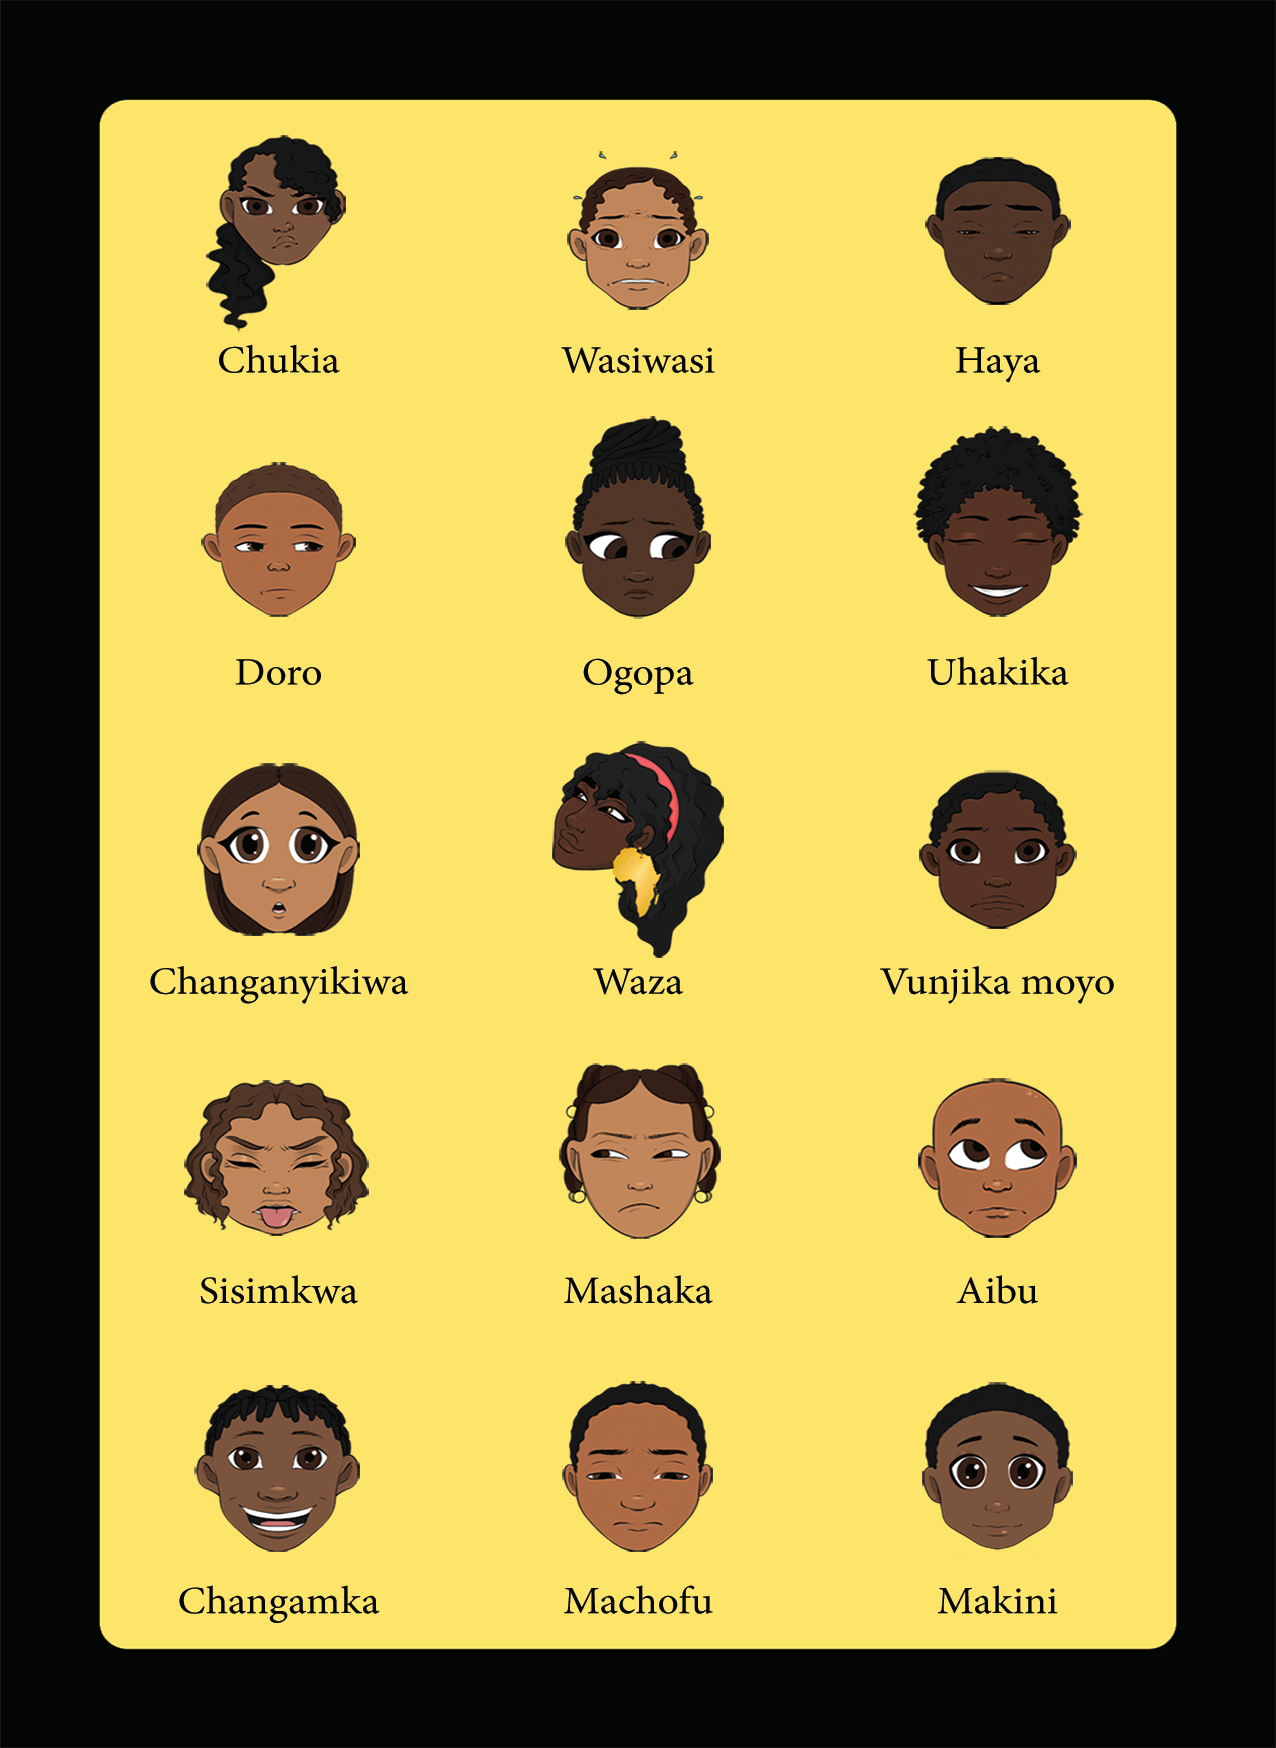 Chukia
Wasiwasi
Haya
Doro
Ogopa
Uhakika
Changanyikiwa
Waza
Vunjika moyo
Sisimkwa
Mashaka
Aibu
Changamka
Machofu
Makini